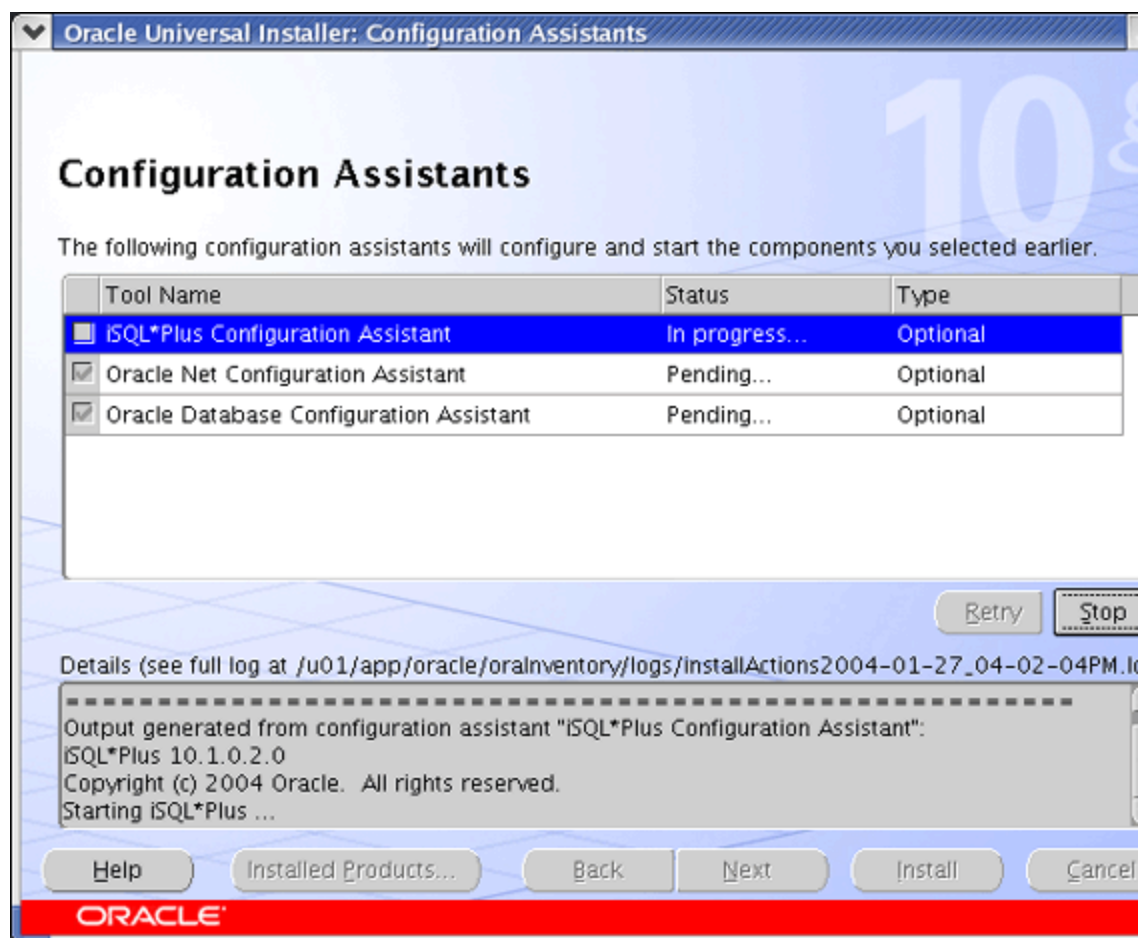 Oracle Universal Installer: Configuration Assistants
10g
Configuration Assistants
The following configuration assistants will configure and start the components you selected earlier.
Tool Name Status Type
iSQL*Plus Configuration Assistant In progress... Optional
Oracle Net Configuration Assistant Pending... Optional
Oracle Database Configuration Assistant Pending... Optional
Retry Stop
Details (see full log at /u01/app/oracle/oraInventory/logs/installActions2004-01-27_04-02-04PM.lo
Output generated from configuration assistant "iSQL*Plus Configuration Assistant":
iSQL*Plus 10.1.0.2.0
Copyright (c) 2004 Oracle. All rights reserved.
Starting iSQL*Plus ...
Help Installed Products... Back Next Install Cancel
ORACLE